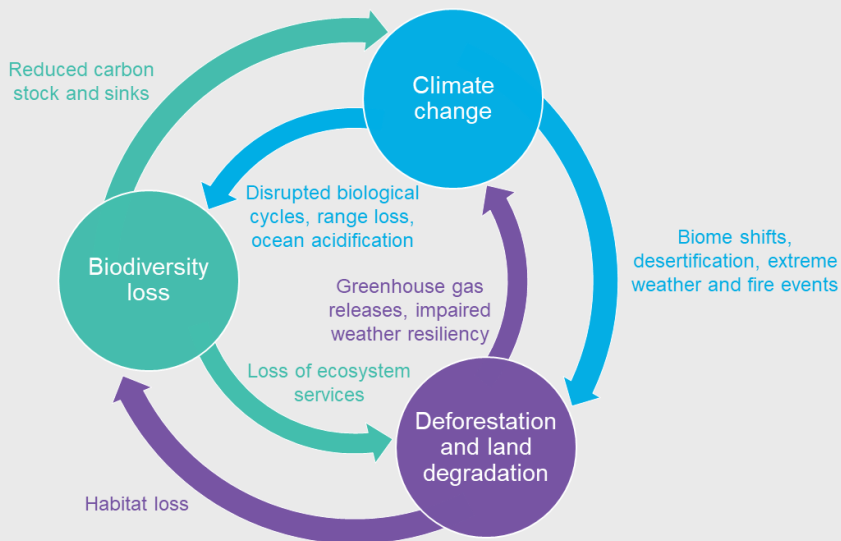 Reduced carbon
stock and sinks
Climate
change
Disrupted biological
cycles, range loss,
ocean acidification
Biome shifts,
desertification, extreme
weather and fire events
Biodiversity
loss
Greenhouse gas
releases, impaired
weather resiliency
Loss of ecosystem
services
Deforestation
and land
degradation
Habitat loss